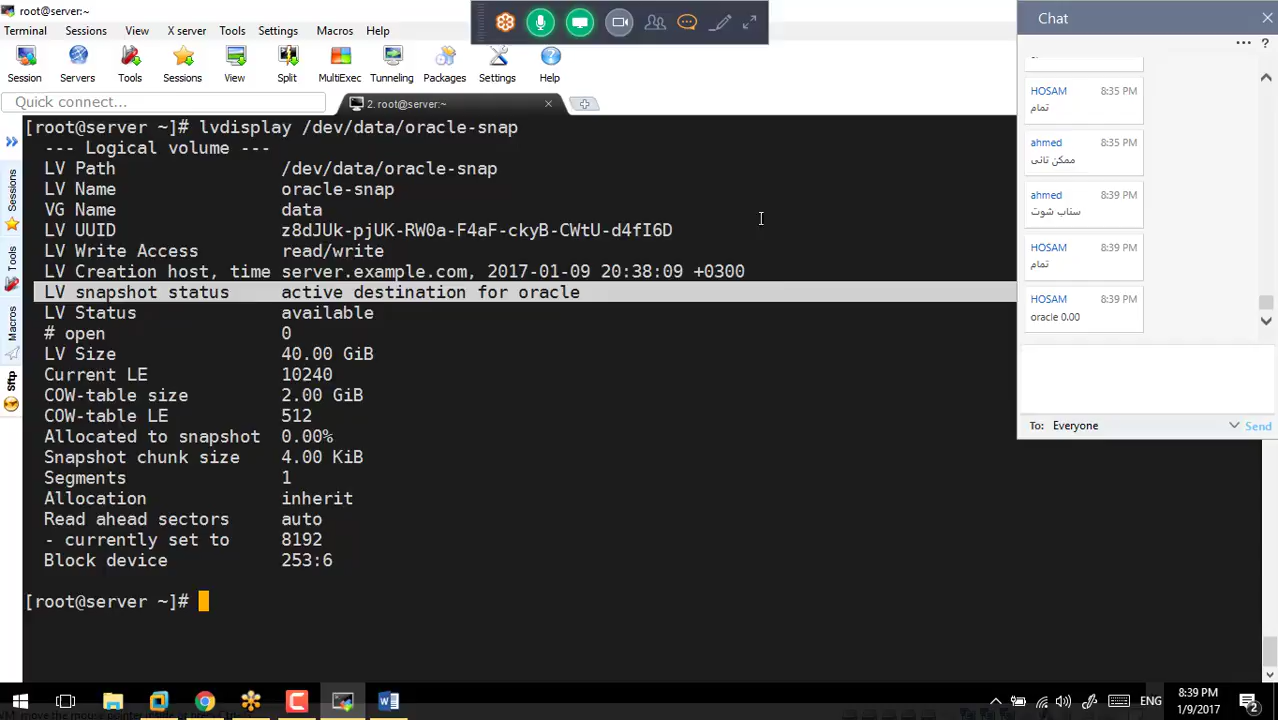 root@server:~
Terminal Sessions View X server Tools Settings Macros Help
Session Servers Tools Sessions View Split MultiExec Tunneling Packages Settings Help
Quick connect...
2. root@server:~
[root@server ~]# lvdisplay /dev/data/oracle-snap
--- Logical volume ---
LV Path /dev/data/oracle-snap
LV Name oracle-snap
VG Name data
LV UUID z8dJUk-pjUK-RW0a-F4aF-ckyB-CWtU-d4fI6D
LV Write Access read/write
LV Creation host, time server.example.com, 2017-01-09 20:38:09 +0300
LV snapshot status active destination for oracle
LV Status available
# open 0
LV Size 40.00 GiB
Current LE 10240
COW-table size 2.00 GiB
COW-table LE 512
Allocated to snapshot 0.00%
Snapshot chunk size 4.00 KiB
Segments 1
Allocation inherit
Read ahead sectors auto
- currently set to 8192
Block device 253:6
[root@server ~]#
Sessions
Tools
Macros
Sftp
Chat
HOSAM 8:35 PM
تمام
ahmed 8:35 PM
ممكن تانى
ahmed 8:39 PM
سناب شوت
HOSAM 8:39 PM
تمام
HOSAM 8:39 PM
oracle 0.00
To: Everyone Send
ENG
8:39 PM
1/9/2017
2